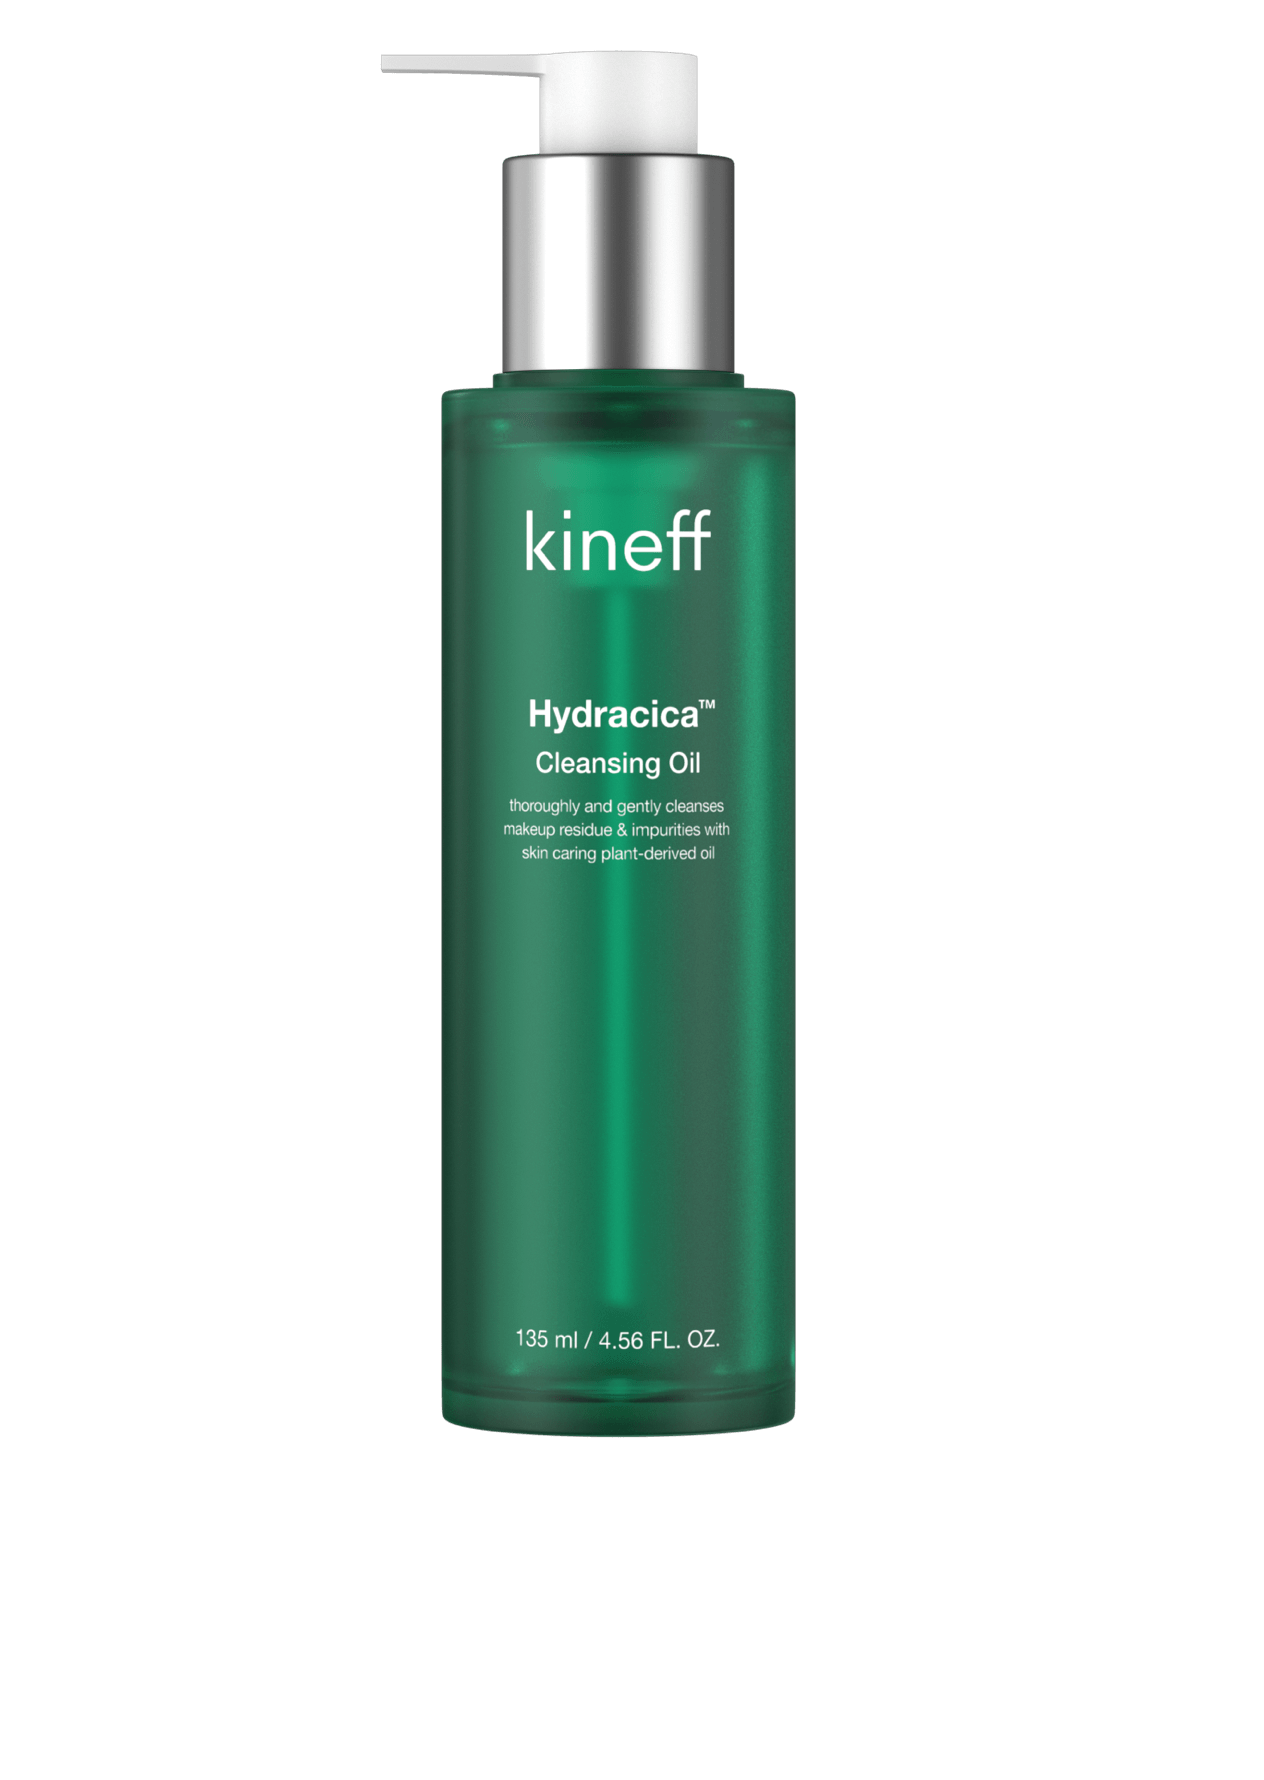 kineff
Hydracica™
Cleansing Oil
thoroughly and gently cleanses
makeup residue & impurities with
skin caring plant-derived oil
135 ml / 4.56 FL. OZ.